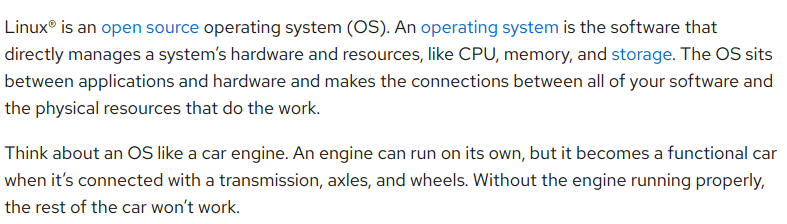 Linux® is an open source operating system (OS). An operating system is the software that
directly manages a system’s hardware and resources, like CPU, memory, and storage. The OS sits
between applications and hardware and makes the connections between all of your software and
the physical resources that do the work.
Think about an OS like a car engine. An engine can run on its own, but it becomes a functional car
when it’s connected with a transmission, axles, and wheels. Without the engine running properly,
the rest of the car won’t work.